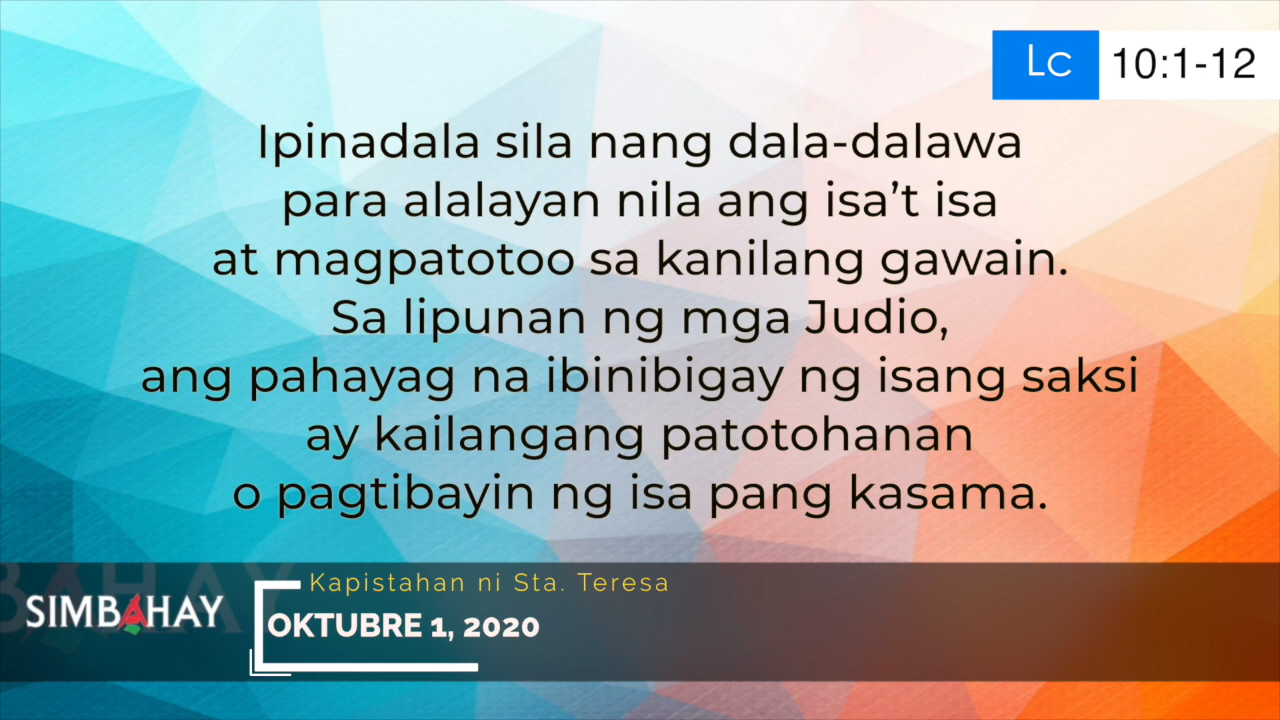 Lc 10:1-12
Ipinadala sila nang dala-dalawa
para alalayan nila ang isa’t isa
at magpatotoo sa kanilang gawain.
Sa lipunan ng mga Judio,
ang pahayag na ibinibigay ng isang saksi
ay kailangang patotohanan
o pagtibayin ng isa pang kasama.
Kapistahan ni Sta. Teresa
SIMBAHAY
OKTUBRE 1, 2020